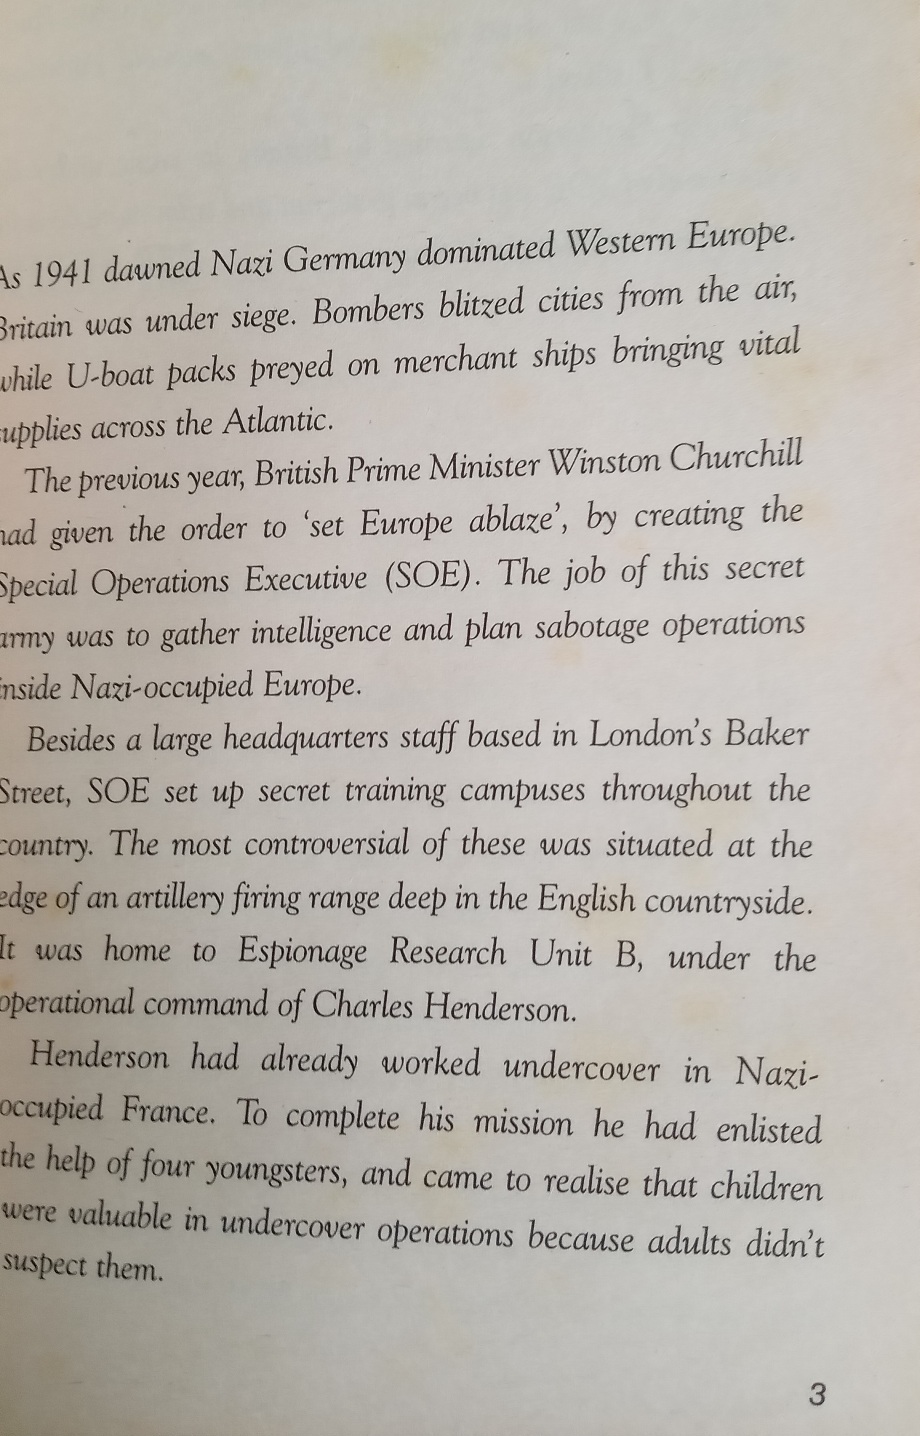 As 1941 dawned Nazi Germany dominated Western Europe.
Britain was under siege. Bombers blitzed cities from the air,
while U-boat packs preyed on merchant ships bringing vital
supplies across the Atlantic.
The previous year, British Prime Minister Winston Churchill
had given the order to ‘set Europe ablaze’, by creating the
Special Operations Executive (SOE). The job of this secret
army was to gather intelligence and plan sabotage operations
inside Nazi-occupied Europe.
Besides a large headquarters staff based in London’s Baker
Street, SOE set up secret training campuses throughout the
country. The most controversial of these was situated at the
edge of an artillery firing range deep in the English countryside.
It was home to Espionage Research Unit B, under the
operational command of Charles Henderson.
Henderson had already worked undercover in Nazi-
occupied France. To complete his mission he had enlisted
the help of four youngsters, and came to realise that children
were valuable in undercover operations because adults didn’t
suspect them.
3